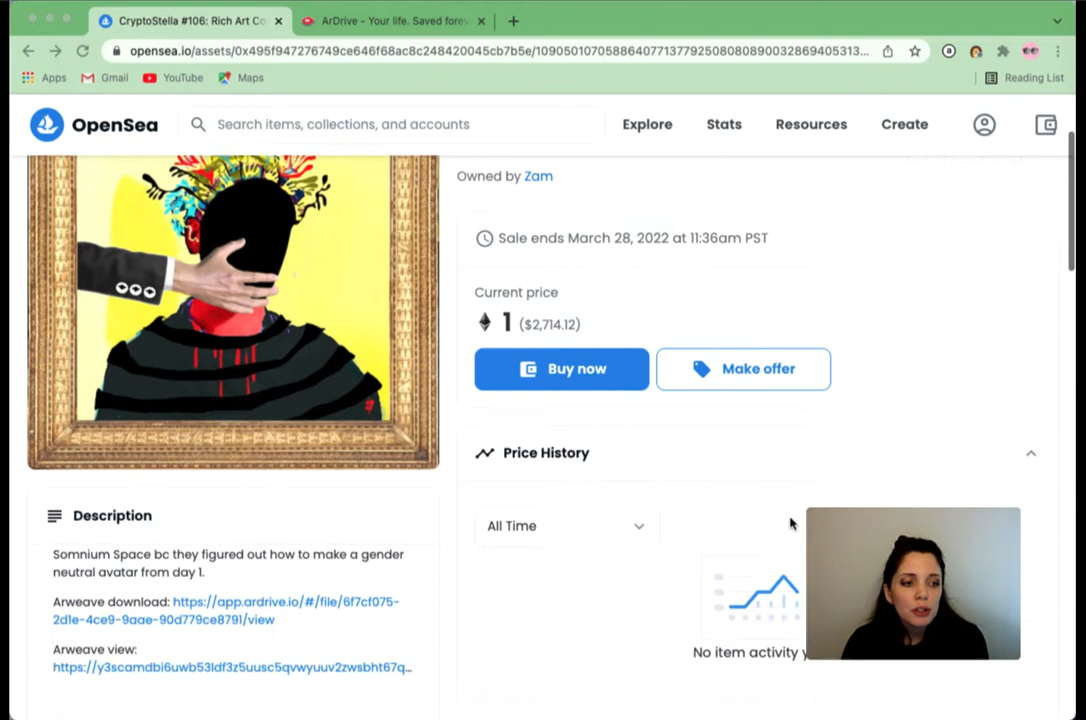 CryptoStella #106: Rich Art Co
ArDrive - Your life. Saved forev
opensea.io/assets/0x495f947276749ce646f68ac8c248420045cb7b5e/109050107058864077137792508080890032869405313...
Apps
Gmail
YouTube
Maps
Reading List
OpenSea
Search items, collections, and accounts
Explore
Stats
Resources
Create
Owned by Zam
Sale ends March 28, 2022 at 11:36am PST
Current price
1 ($2,714.12)
Buy now
Make offer
Price History
All Time
No item activity y
Description
Somnium Space bc they figured out how to make a gender
neutral avatar from day 1.
Arweave download: https://app.ardrive.io/#/file/6f7cf075-
2d1e-4ce9-9aae-90d779ce8791/view
Arweave view:
https://y3scamdbi6uwb53ldf3z5uusc5qvwyuuv2zwsbht67q...